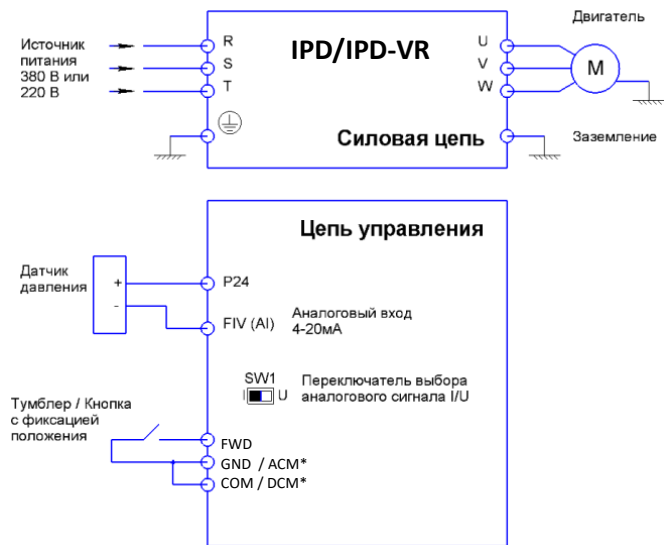 Источник
питания
380 В или
220 В
R
S
T
IPD/IPD-VR
U
V
W
Двигатель
M
Силовая цепь
Заземление
Цепь управления
Датчик
давления
+
-
P24
FIV (AI)
Аналоговый вход
4-20мА
SW1
I
U
Переключатель выбора
аналогового сигнала I/U
Тумблер / Кнопка
с фиксацией
положения
FWD
GND / ACM*
COM / DCM*